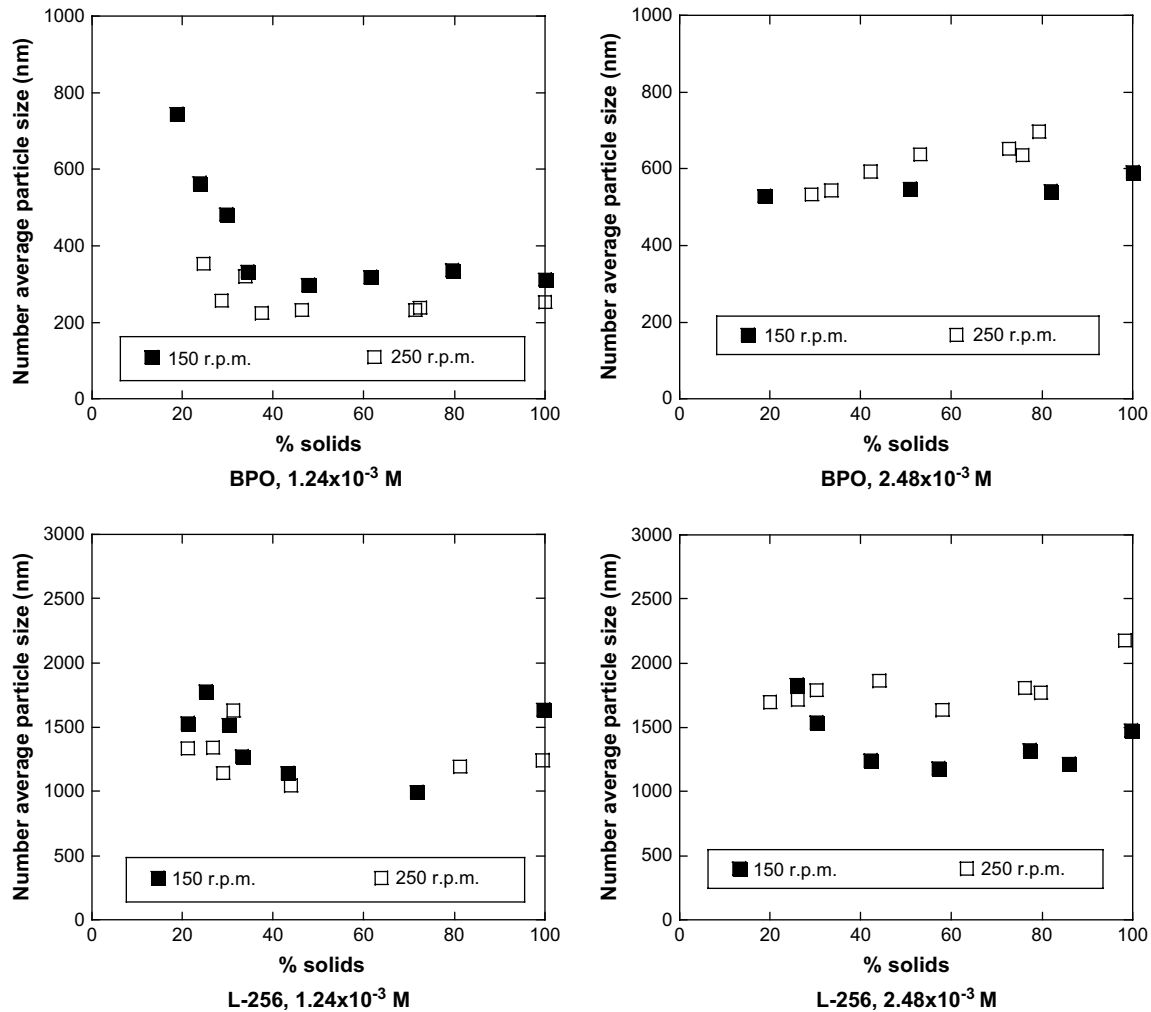 Number average particle size (nm)
1000
800
600
400
200
0
150 r.p.m. 250 r.p.m.
0 20 40 60 80 100
% solids
BPO, 1.24x10⁻³ M
Number average particle size (nm)
1000
800
600
400
200
0
150 r.p.m. 250 r.p.m.
0 20 40 60 80 100
% solids
BPO, 2.48x10⁻³ M
Number average particle size (nm)
3000
2500
2000
1500
1000
500
0
150 r.p.m. 250 r.p.m.
0 20 40 60 80 100
% solids
L-256, 1.24x10⁻³ M
Number average particle size (nm)
3000
2500
2000
1500
1000
500
0
150 r.p.m. 250 r.p.m.
0 20 40 60 80 100
% solids
L-256, 2.48x10⁻³ M